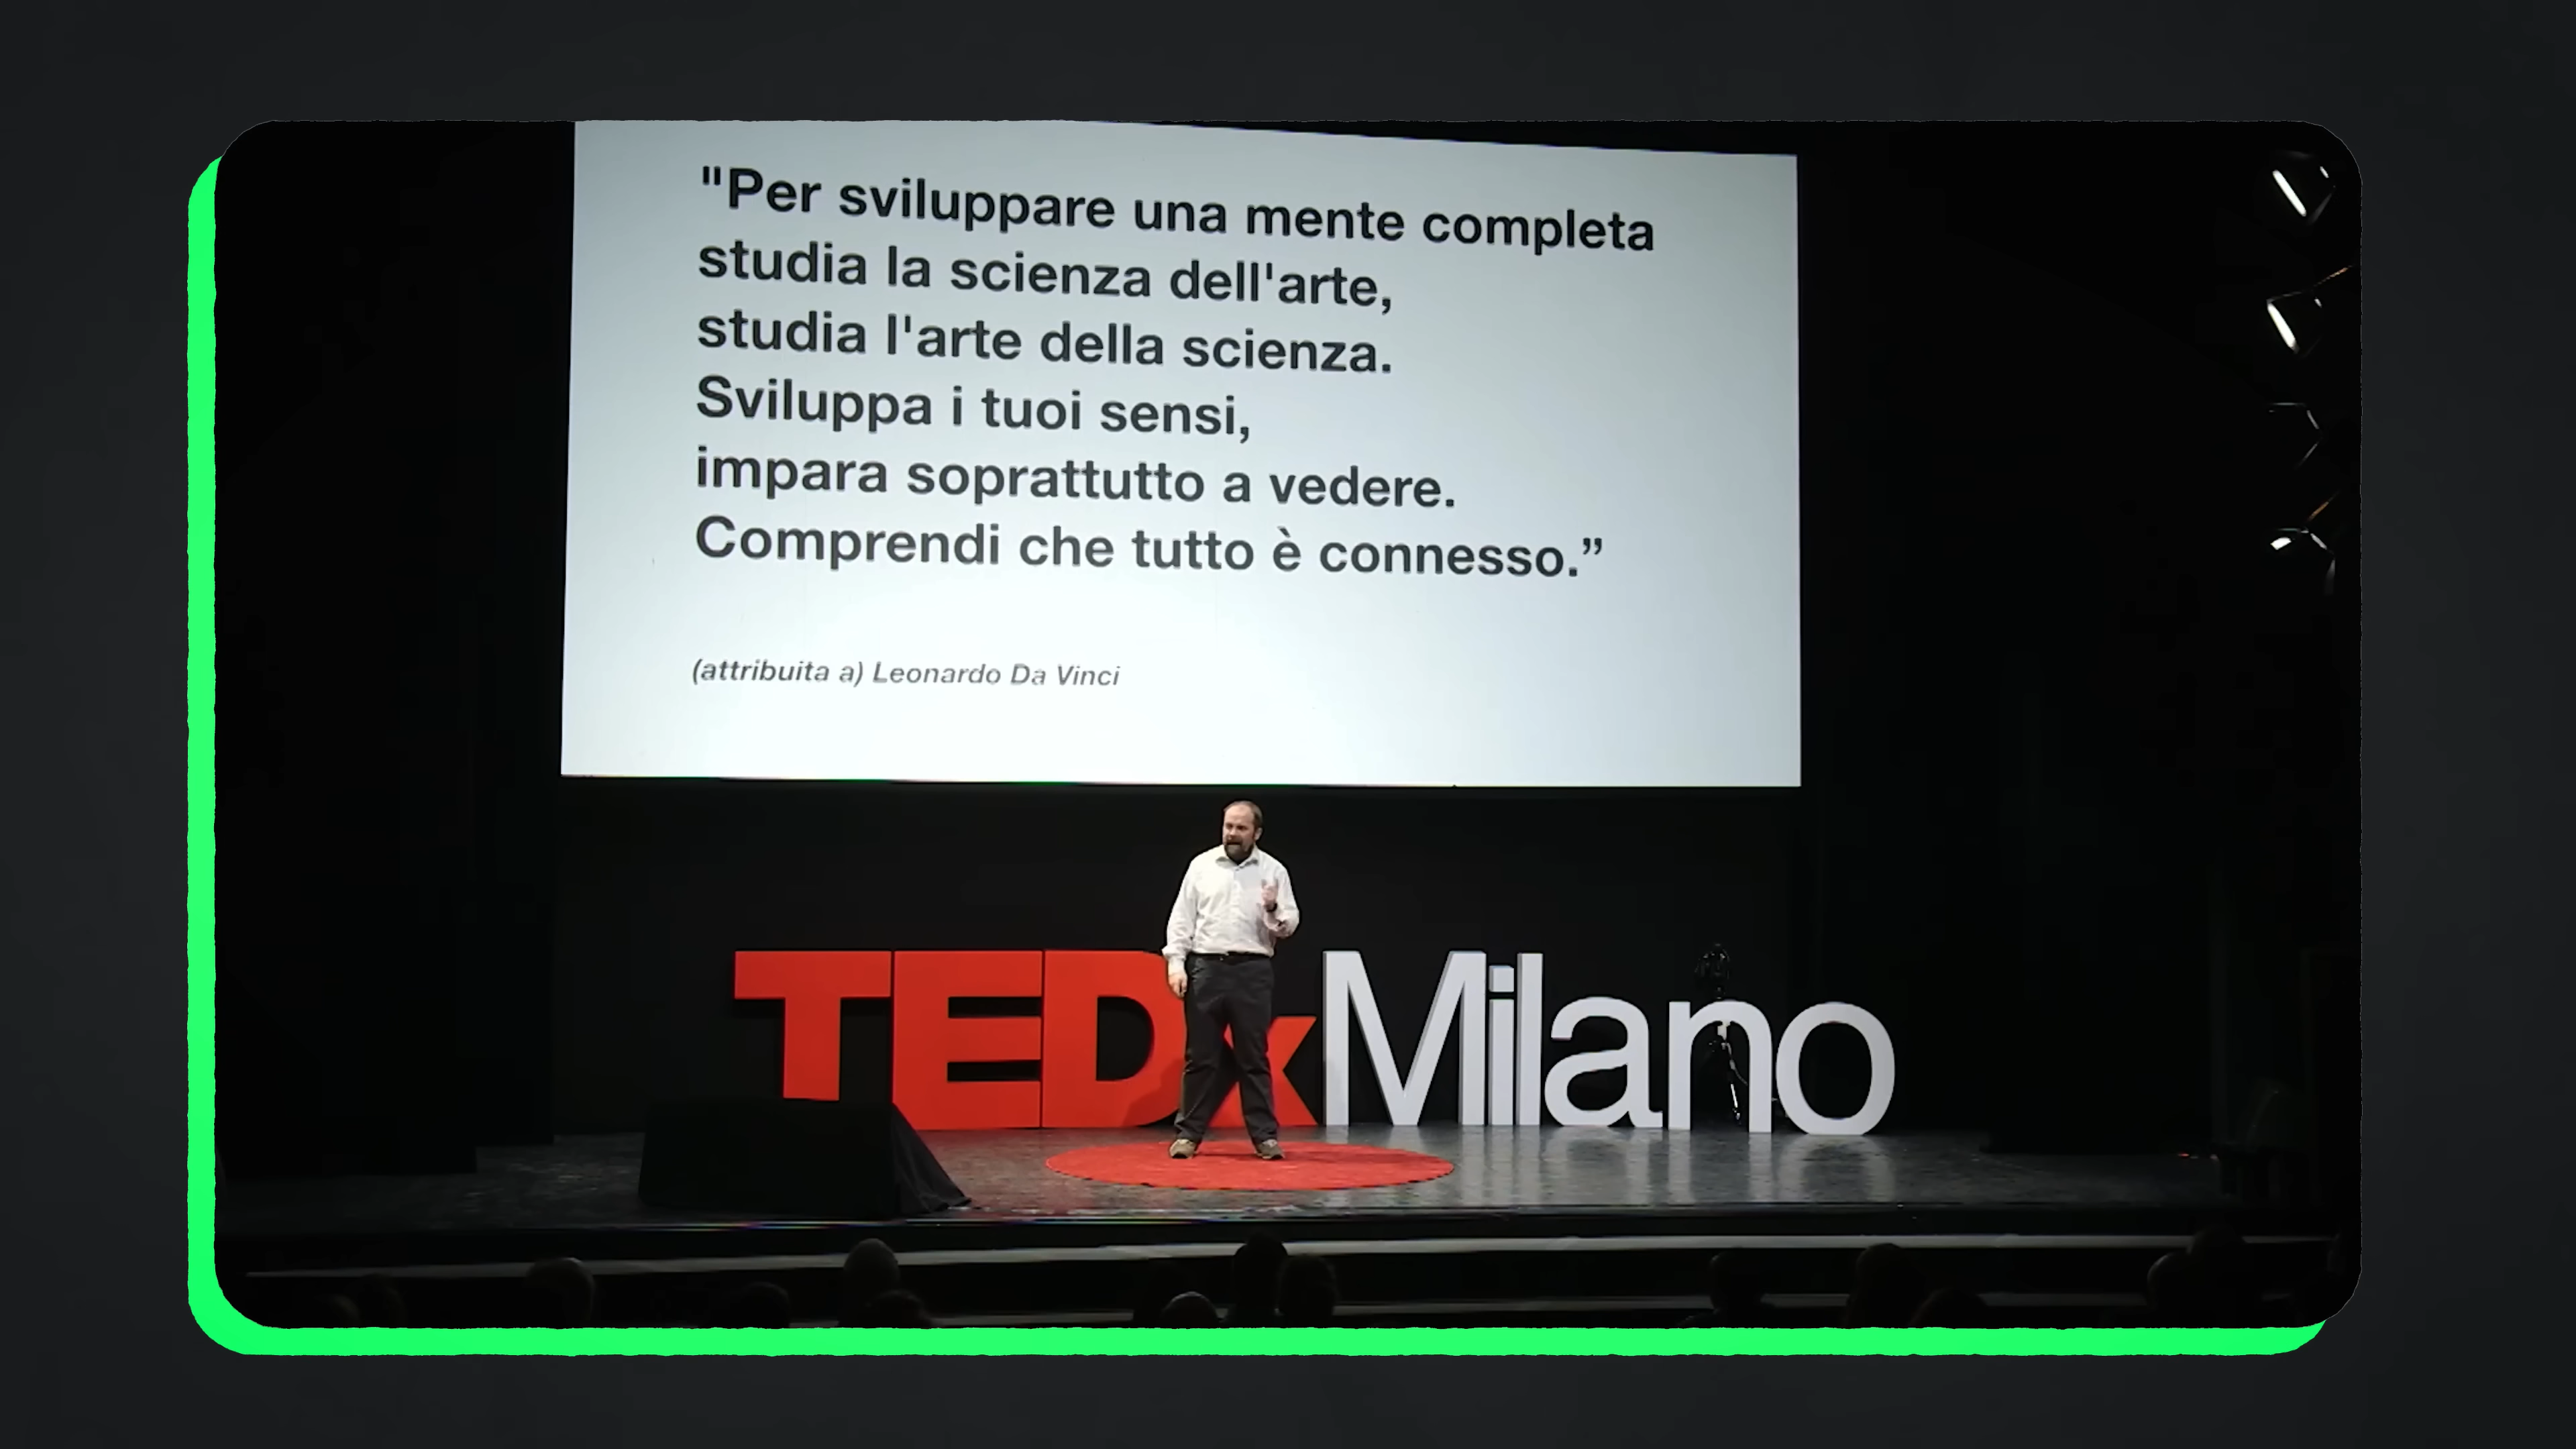 "Per sviluppare una mente completa
studia la scienza dell'arte,
studia l'arte della scienza.
Sviluppa i tuoi sensi,
impara soprattutto a vedere.
Comprendi che tutto è connesso.”
(attribuita a) Leonardo Da Vinci
TEDxMilano